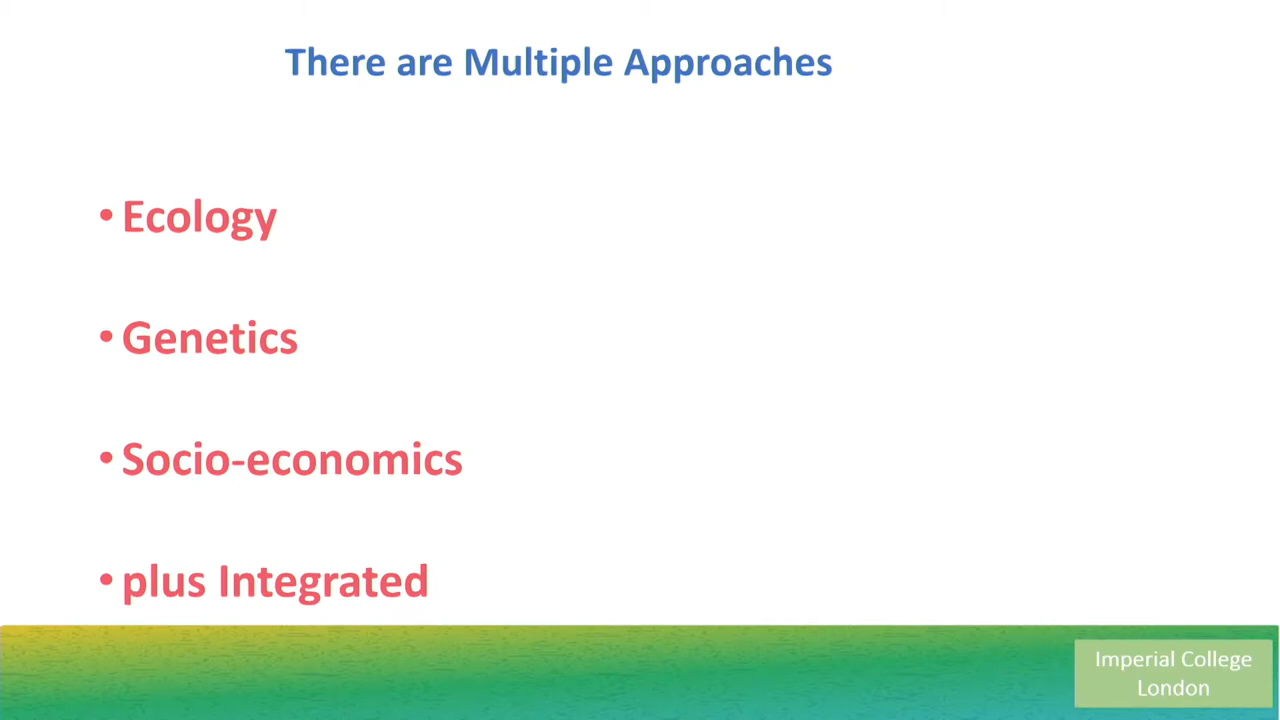 There are Multiple Approaches
• Ecology
• Genetics
• Socio-economics
• plus Integrated
Imperial College
London